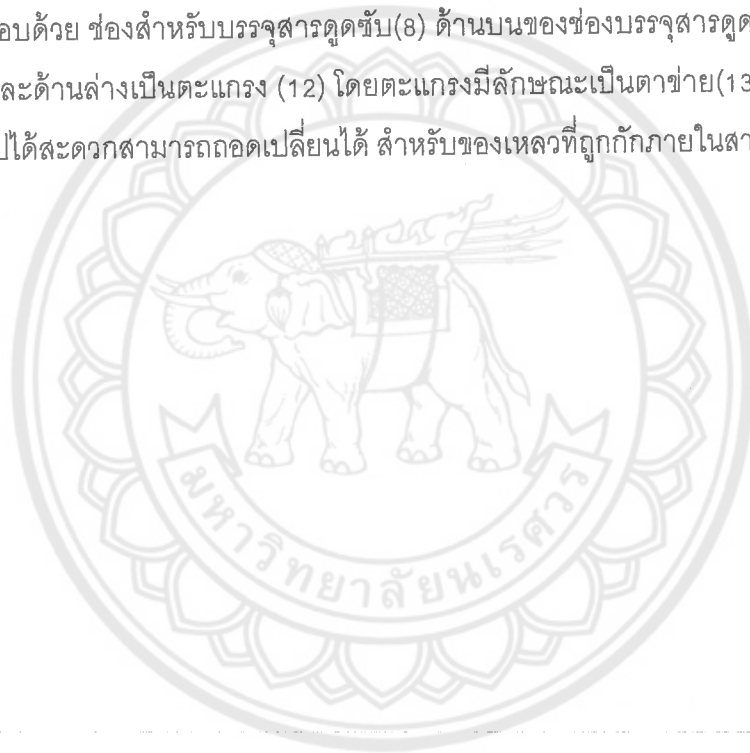 อบด้วย ช่องสำหรับบรรจุสารดูดซับ(8) ด้านบนของช่องบรรจุสารดูด
ละด้านล่างเป็นตะแกรง (12) โดยตะแกรงมีลักษณะเป็นตาข่าย(13
ปได้สะดวกสามารถถอดเปลี่ยนได้ สำหรับของเหลวที่ถูกกักภายในสา
มหาวิทยาลัยนเรศวร